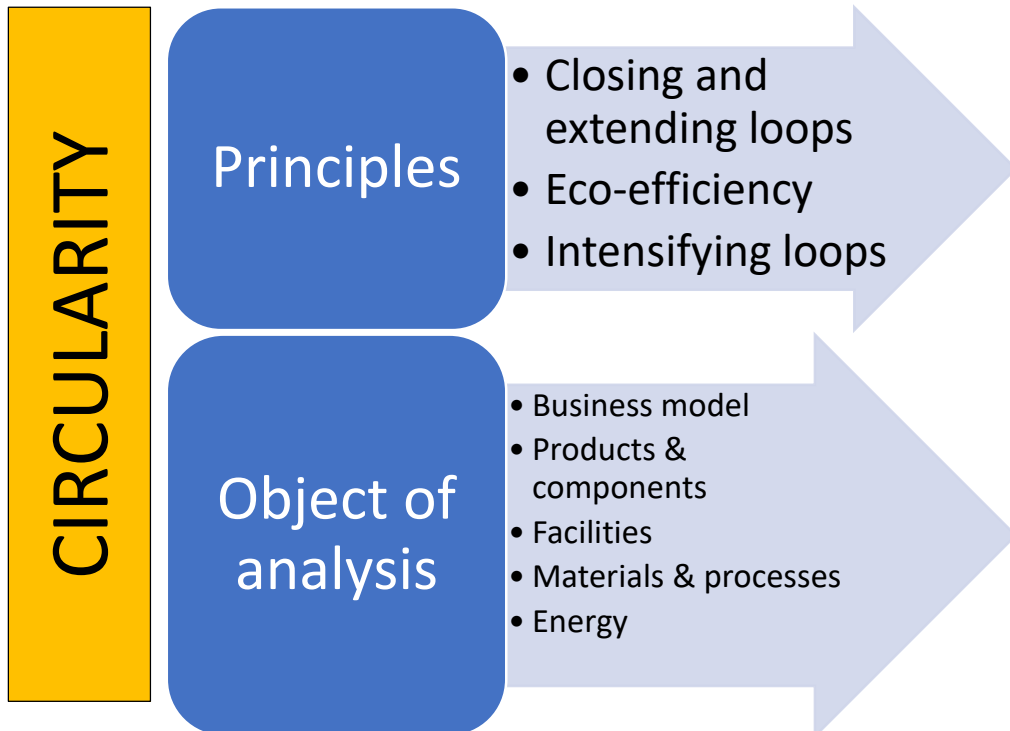 CIRCULARITY
Principles
• Closing and
extending loops
• Eco-efficiency
• Intensifying loops
Object of
analysis
• Business model
• Products &
components
• Facilities
• Materials & processes
• Energy